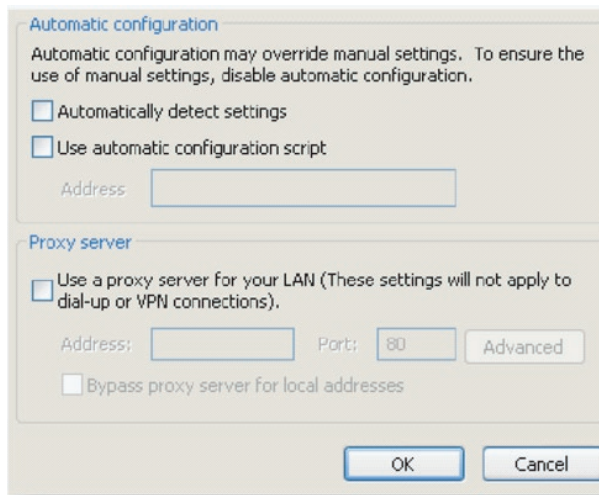 Automatic configuration
Automatic configuration may override manual settings. To ensure the
use of manual settings, disable automatic configuration.
Automatically detect settings
Use automatic configuration script
Address
Proxy server
Use a proxy server for your LAN (These settings will not apply to
dial-up or VPN connections).
Address: Port: 80 Advanced
Bypass proxy server for local addresses
OK Cancel